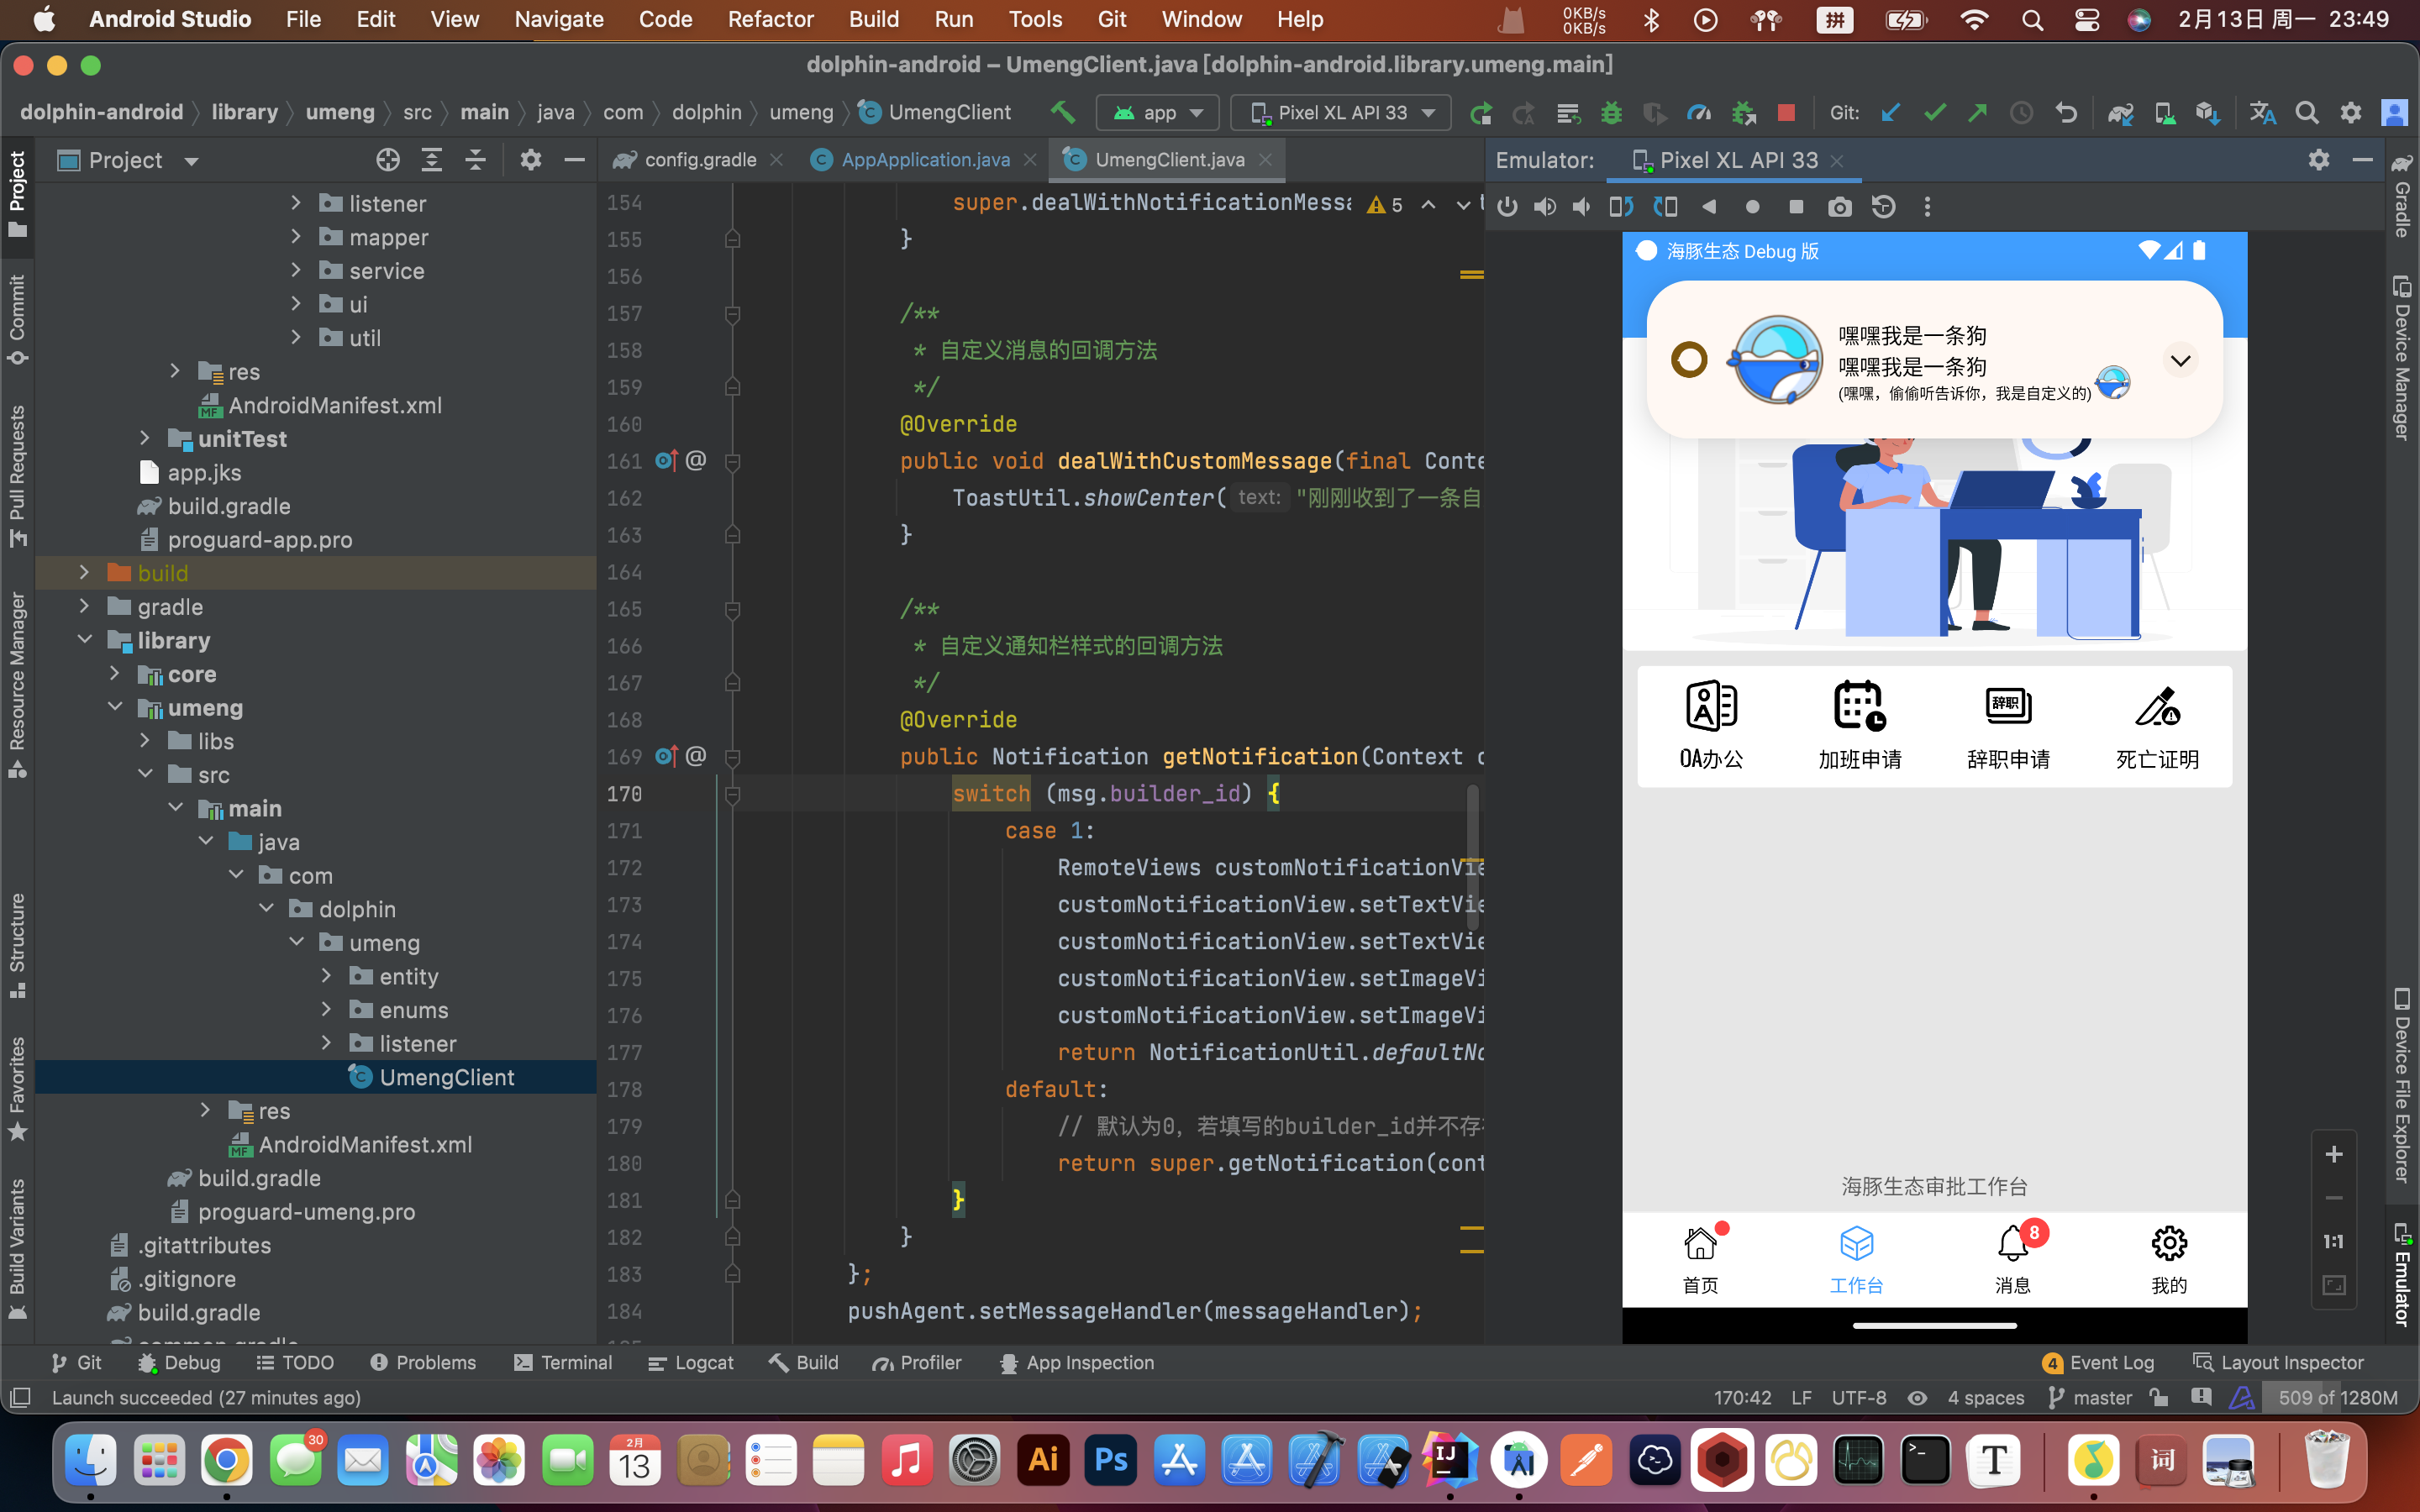 Android Studio File Edit View Navigate Code Refactor Build Run Tools Git Window Help 0KB/s 0KB/s 拼 2月13日 周一 23:49
dolphin-android – UmengClient.java [dolphin-android.library.umeng.main]
dolphin-android library umeng src main java com dolphin umeng UmengClient app Pixel XL API 33 Git:
Project
config.gradle AppApplication.java UmengClient.java
Emulator: Pixel XL API 33
listener
mapper
service
ui
util
res
AndroidManifest.xml
unitTest
app.jks
build.gradle
proguard-app.pro
build
gradle
library
core
umeng
libs
src
main
java
com
dolphin
umeng
entity
enums
listener
UmengClient
res
AndroidManifest.xml
build.gradle
proguard-umeng.pro
.gitattributes
.gitignore
build.gradle
Project
Commit
Pull Requests
Resource Manager
Structure
Favorites
Build Variants
5
154 super.dealWithNotificationMess
155 }
156
157 /**
158 * 自定义消息的回调方法
159 */
160 @Override
161 @ public void dealWithCustomMessage(final Conte
162 ToastUtil.showCenter( text: "刚刚收到了一条自
163 }
164
165 /**
166 * 自定义通知栏样式的回调方法
167 */
168 @Override
169 @ public Notification getNotification(Context c
170 switch (msg.builder_id) {
171 case 1:
172 RemoteViews customNotificationVie
173 customNotificationView.setTextVie
174 customNotificationView.setTextVie
175 customNotificationView.setImageVi
176 customNotificationView.setImageVi
177 return NotificationUtil.defaultNo
178 default:
179 // 默认为0，若填写的builder_id并不存
180 return super.getNotification(cont
181 }
182 }
183 };
184 pushAgent.setMessageHandler(messageHandler);
海豚生态 Debug 版
嘿嘿我是一条狗
嘿嘿我是一条狗
(嘿嘿，偷偷听告诉你，我是自定义的)
A
辞职
OA办公 加班申请 辞职申请 死亡证明
海豚生态审批工作台
8
首页 工作台 消息 我的
1:1
Gradle
Device Manager
Device File Explorer
Emulator
Git Debug TODO Problems Terminal Logcat Build Profiler App Inspection 4 Event Log Layout Inspector
Launch succeeded (27 minutes ago) 170:42 LF UTF-8 4 spaces master 509 of 1280M
30
2月
13
Ai
Ps
IJ
T
词